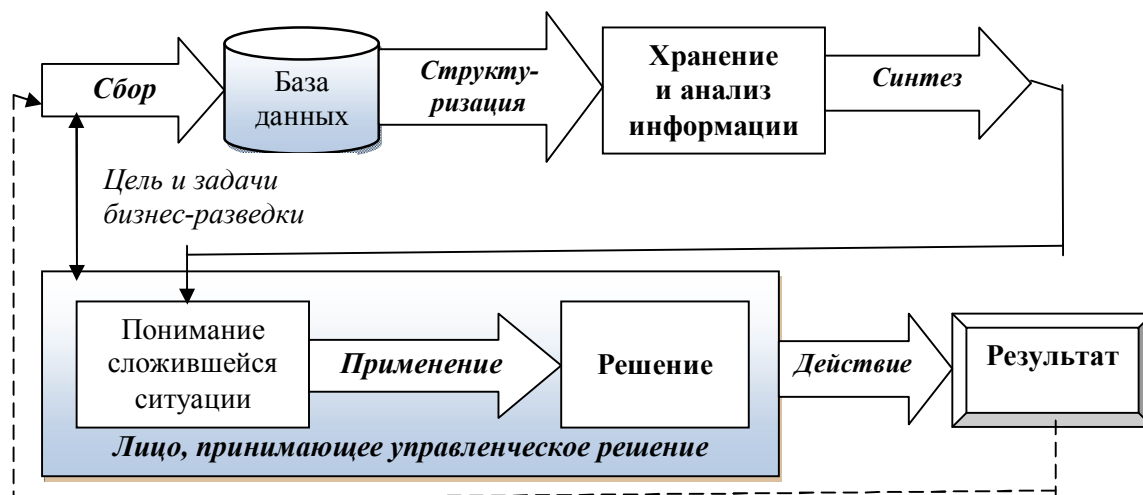 Сбор
База
данных
Структу-
ризация
Хранение
и анализ
информации
Синтез
Цель и задачи
бизнес-разведки
Понимание
сложившейся
ситуации
Применение
Решение
Действие
Результат
Лицо, принимающее управленческое решение